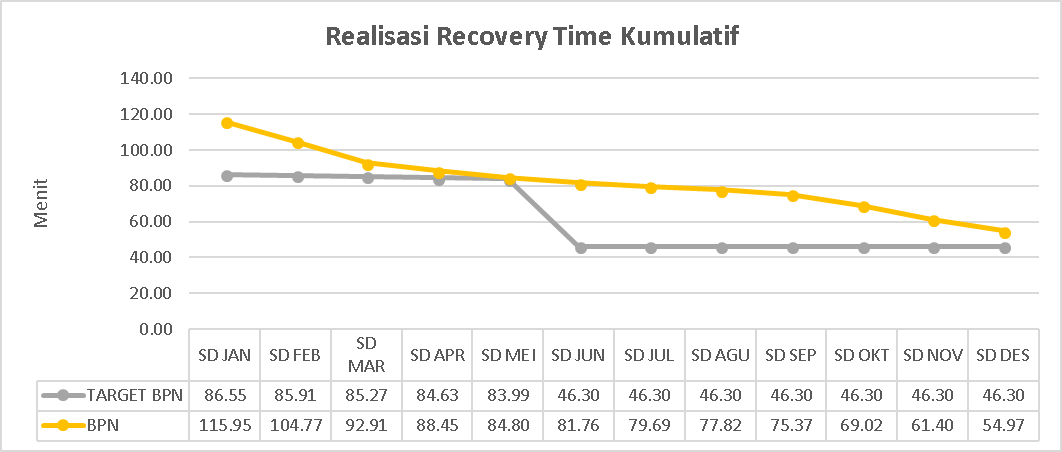 Realisasi Recovery Time Kumulatif
Menit
140.00
120.00
100.00
80.00
60.00
40.00
20.00
0.00
SD JAN SD FEB SD MAR SD APR SD MEI SD JUN SD JUL SD AGU SD SEP SD OKT SD NOV SD DES
TARGET BPN 86.55 85.91 85.27 84.63 83.99 46.30 46.30 46.30 46.30 46.30 46.30 46.30
BPN 115.95 104.77 92.91 88.45 84.80 81.76 79.69 77.82 75.37 69.02 61.40 54.97